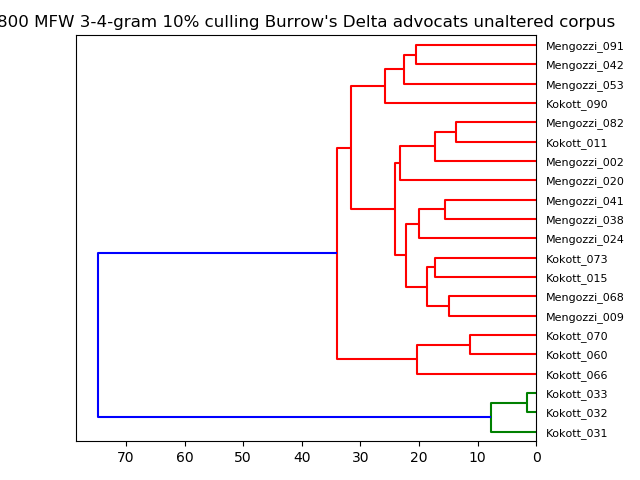 800 MFW 3-4-gram 10% culling Burrow's Delta advocats unaltered corpus
Mengozzi_091
Mengozzi_042
Mengozzi_053
Kokott_090
Mengozzi_082
Kokott_011
Mengozzi_002
Mengozzi_020
Mengozzi_041
Mengozzi_038
Mengozzi_024
Kokott_073
Kokott_015
Mengozzi_068
Mengozzi_009
Kokott_070
Kokott_060
Kokott_066
Kokott_033
Kokott_032
Kokott_031
70 60 50 40 30 20 10 0